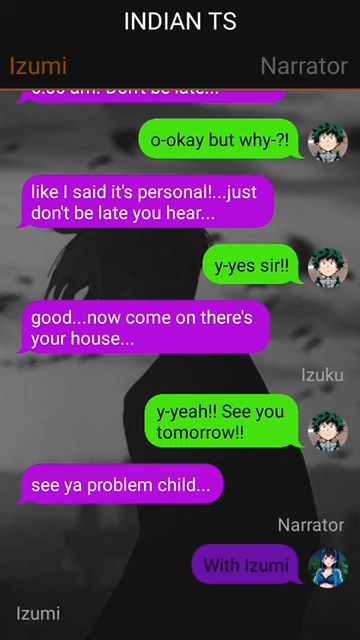 INDIAN TS
Izumi
Narrator
o-okay but why-?!
like I said it's personal!...just
don't be late you hear...
y-yes sir!!
good...now come on there's
your house...
Izuku
y-yeah!! See you
tomorrow!!
see ya problem child...
Narrator
With Izumi
Izumi